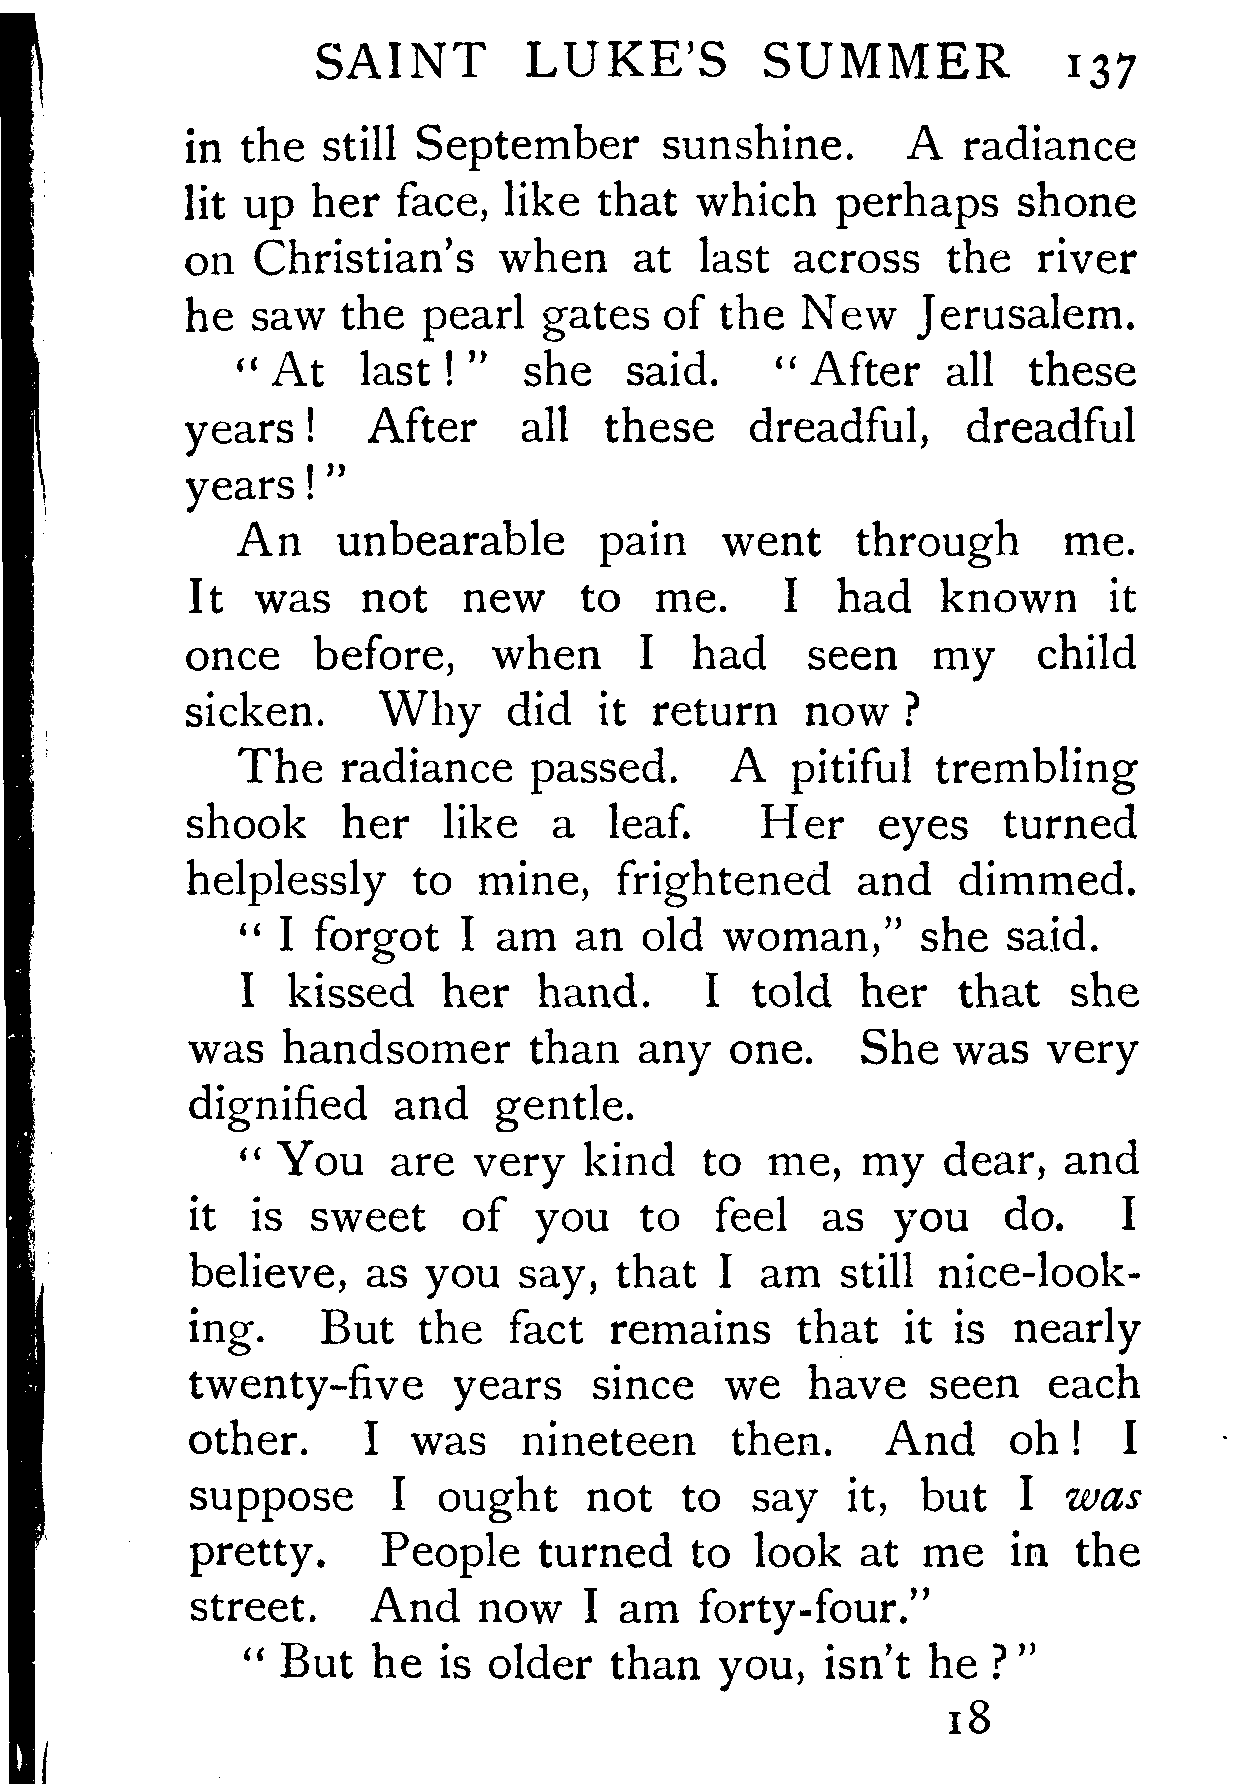 SAINT LUKE'S SUMMER 137
in the still September sunshine. A radiance
lit up her face, like that which perhaps shone
on Christian's when at last across the river
he saw the pearl gates of the New Jerusalem.
"At last!" she said. "After all these
years! After all these dreadful, dreadful
years!"
An unbearable pain went through me.
It was not new to me. I had known it
once before, when I had seen my child
sicken. Why did it return now?
The radiance passed. A pitiful trembling
shook her like a leaf. Her eyes turned
helplessly to mine, frightened and dimmed.
"I forgot I am an old woman," she said.
I kissed her hand. I told her that she
was handsomer than any one. She was very
dignified and gentle.
"You are very kind to me, my dear, and
it is sweet of you to feel as you do. I
believe, as you say, that I am still nice-look-
ing. But the fact remains that it is nearly
twenty-five years since we have seen each
other. I was nineteen then. And oh! I
suppose I ought not to say it, but I was
pretty. People turned to look at me in the
street. And now I am forty-four."
"But he is older than you, isn't he?"
18